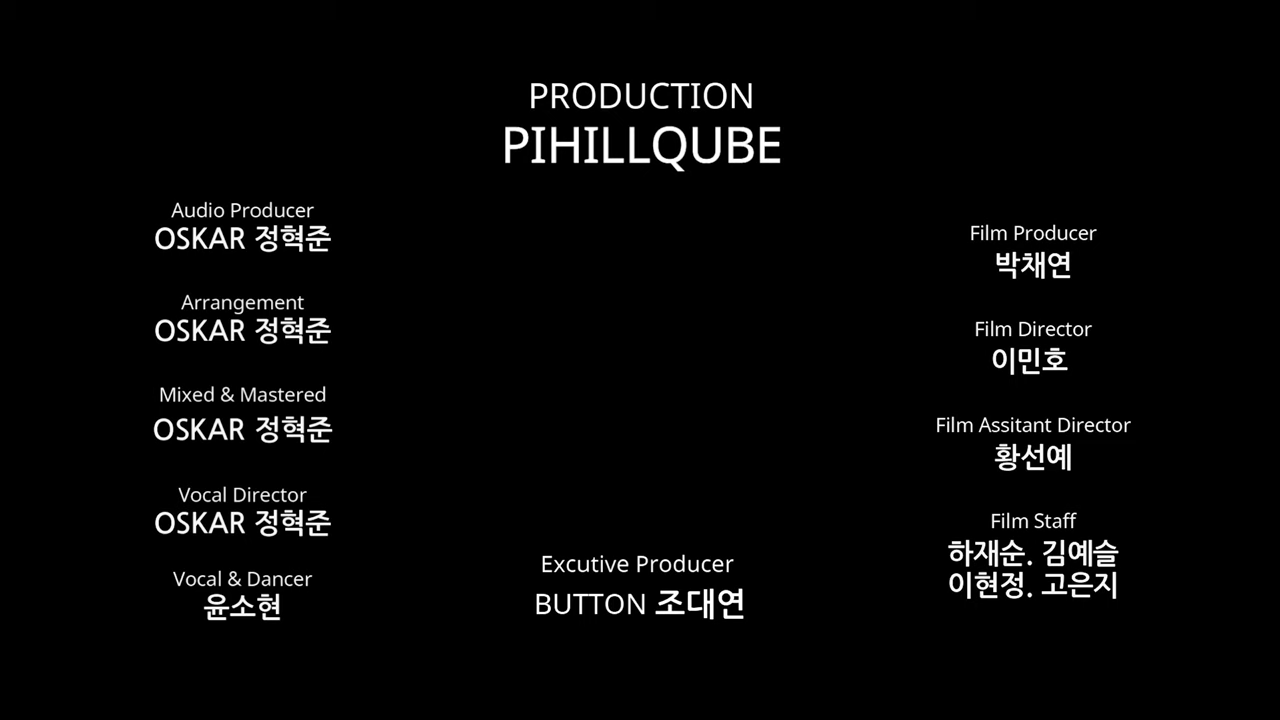 PRODUCTION
PIHILLQUBE
Audio Producer
OSKAR 정혁준
Arrangement
OSKAR 정혁준
Mixed & Mastered
OSKAR 정혁준
Vocal Director
OSKAR 정혁준
Vocal & Dancer
윤소현
Excutive Producer
BUTTON 조대연
Film Producer
박채연
Film Director
이민호
Film Assitant Director
황선예
Film Staff
하재순. 김예슬
이현정. 고은지